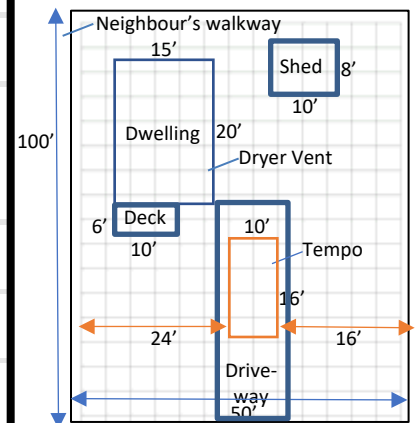 Neighbour's walkway
15'
Shed
8'
10'
100'
Dwelling
20'
Dryer Vent
6'
Deck
10'
10'
Tempo
16'
24'
16'
Drive-
way
50'